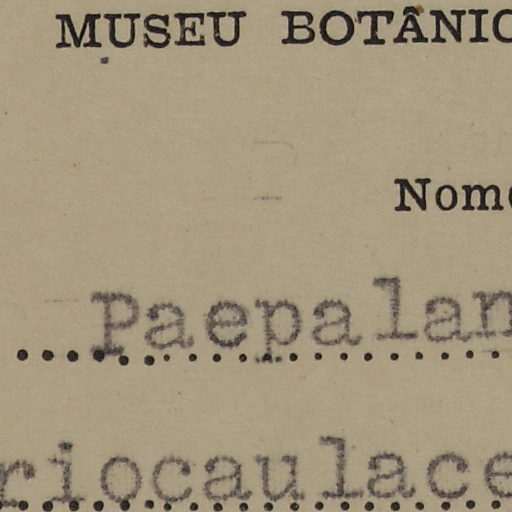 MUSEU BOTÂNIC
Nome
Paepalan
riocaulace